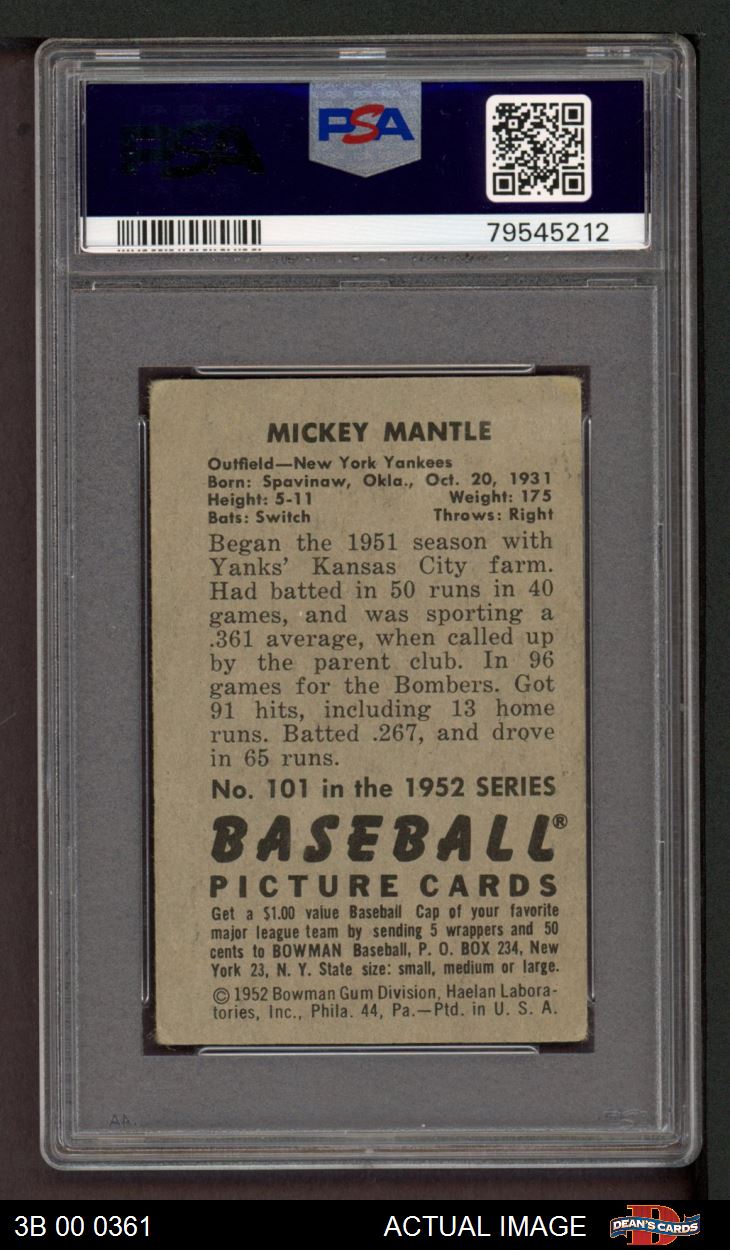 PSA
PSA
79545212
MICKEY MANTLE
Outfield—New York Yankees
Born: Spavinaw, Okla., Oct. 20, 1931
Height: 5-11 Weight: 175
Bats: Switch Throws: Right
Began the 1951 season with
Yanks' Kansas City farm.
Had batted in 50 runs in 40
games, and was sporting a
.361 average, when called up
by the parent club. In 96
games for the Bombers. Got
91 hits, including 13 home
runs. Batted .267, and drove
in 65 runs.
No. 101 in the 1952 SERIES
BASEBALL®
PICTURE CARDS
Get a $1.00 value Baseball Cap of your favorite
major league team by sending 5 wrappers and 50
cents to BOWMAN Baseball, P. O. BOX 234, New
York 23, N. Y. State size: small, medium or large.
© 1952 Bowman Gum Division, Haelan Labora-
tories, Inc., Phila. 44, Pa.—Ptd. in U. S. A.
3B 00 0361 ACTUAL IMAGE DEAN'S CARDS